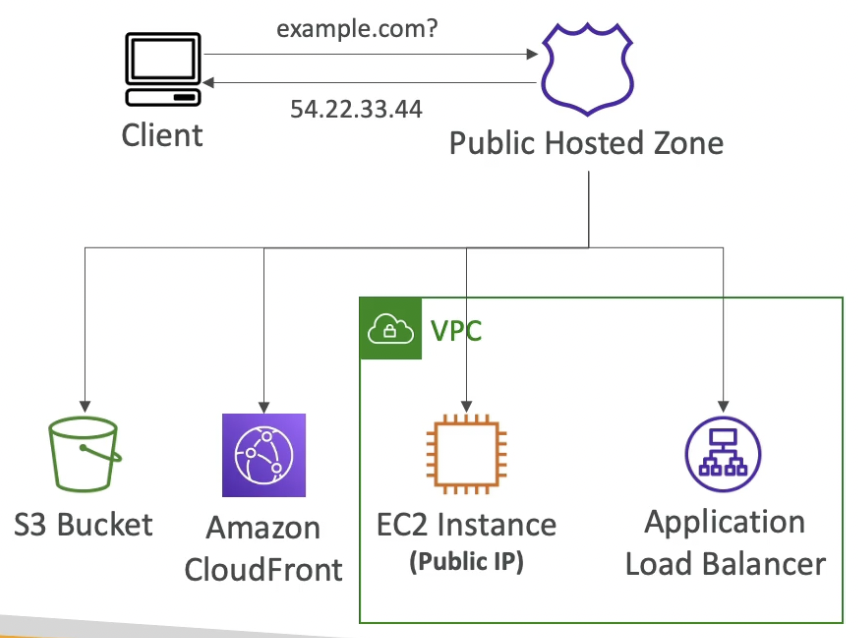 example.com?
54.22.33.44
Client
Public Hosted Zone
VPC
S3 Bucket
Amazon
CloudFront
EC2 Instance
(Public IP)
Application
Load Balancer